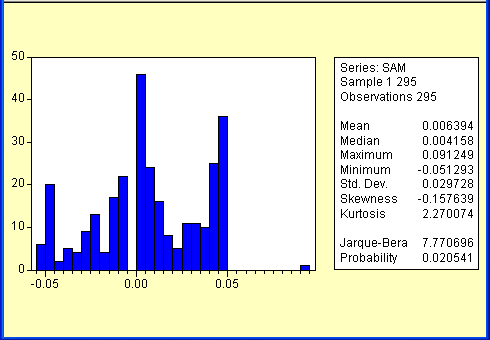 50
40
30
20
10
0
-0.05 0.00 0.05
Series: SAM
Sample 1 295
Observations 295
Mean 0.006394
Median 0.004158
Maximum 0.091249
Minimum -0.051293
Std. Dev. 0.029728
Skewness -0.157639
Kurtosis 2.270074
Jarque-Bera 7.770696
Probability 0.020541